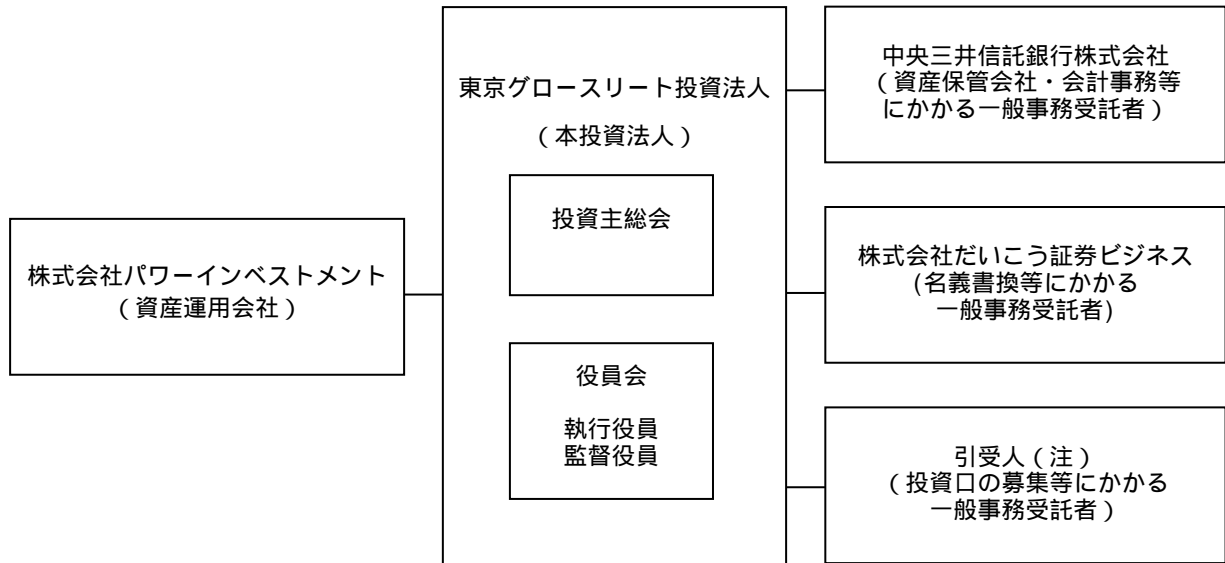 株式会社パワーインベストメント
(資産運用会社)
東京グロースリート投資法人
(本投資法人)
投資主総会
役員会
執行役員
監督役員
中央三井信託銀行株式会社
(資産保管会社・会計事務等
にかかる一般事務受託者)
株式会社だいこう証券ビジネス
(名義書換等にかかる
一般事務受託者)
引受人(注)
(投資口の募集等にかかる
一般事務受託者)